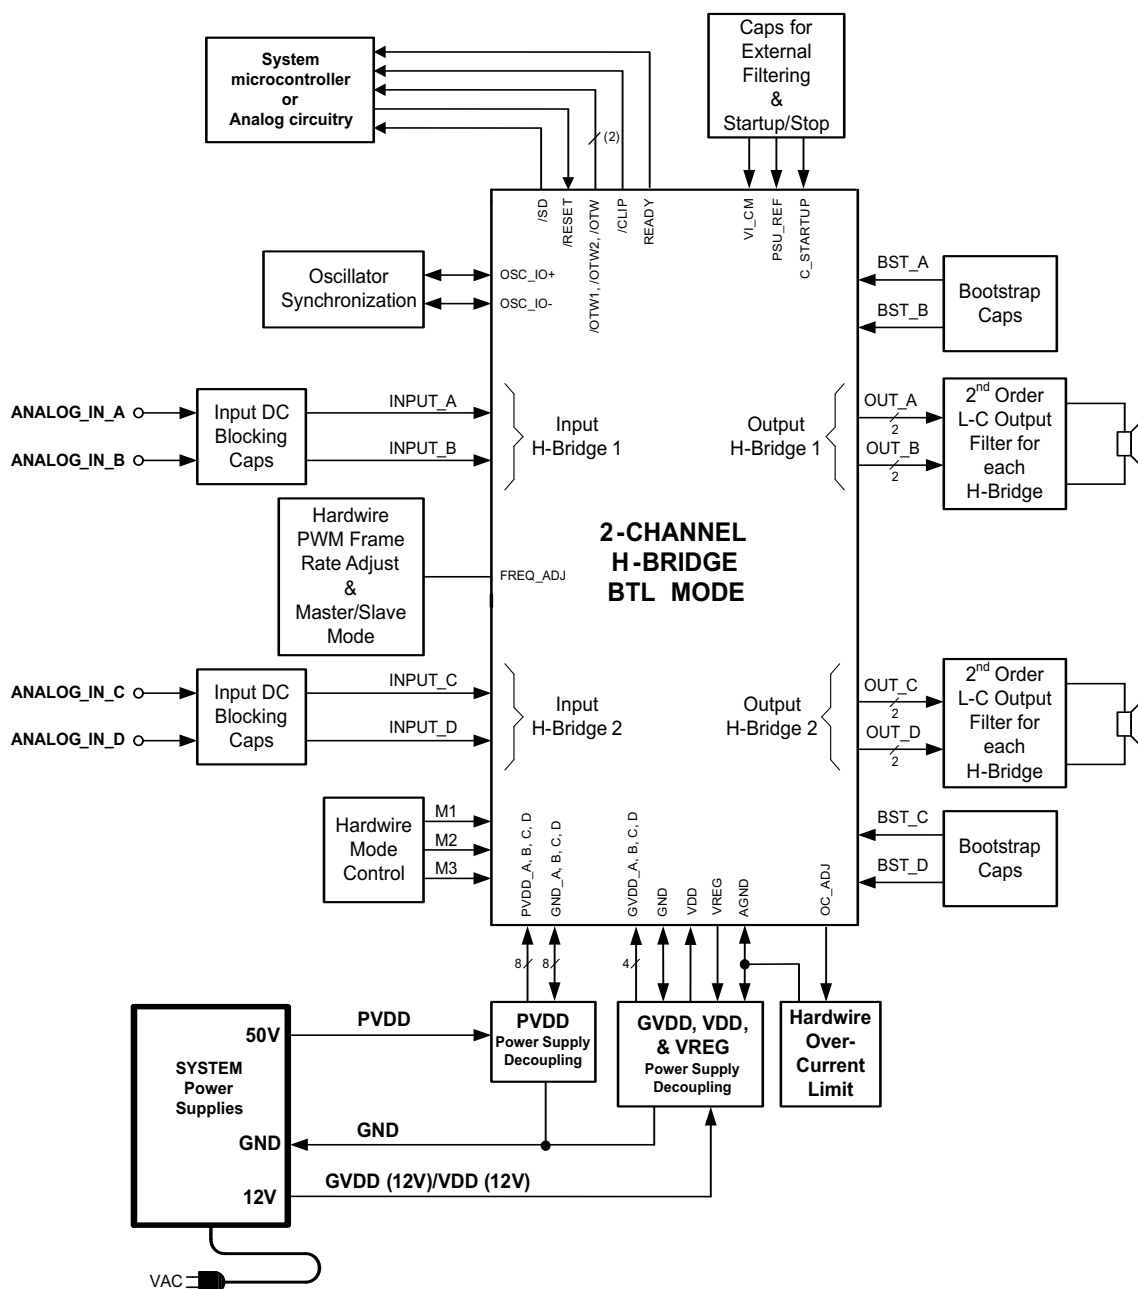 System
microcontroller
or
Analog circuitry
Caps for
External
Filtering
&
Startup/Stop
(2)
/SD
/RESET
/OTW1, /OTW2, /OTW
/CLIP
READY
VI_CM
PSU_REF
C_STARTUP
Oscillator
Synchronization
OSC_IO+
OSC_IO-
BST_A
BST_B
Bootstrap
Caps
ANALOG_IN_A
ANALOG_IN_B
Input DC
Blocking
Caps
INPUT_A
INPUT_B
Input
H-Bridge 1
Output
H-Bridge 1
OUT_A
2
OUT_B
2
2nd Order
L-C Output
Filter for
each
H-Bridge
Hardwire
PWM Frame
Rate Adjust
&
Master/Slave
Mode
FREQ_ADJ
2-CHANNEL
H-BRIDGE
BTL MODE
ANALOG_IN_C
ANALOG_IN_D
Input DC
Blocking
Caps
INPUT_C
INPUT_D
Input
H-Bridge 2
Output
H-Bridge 2
OUT_C
2
OUT_D
2
2nd Order
L-C Output
Filter for
each
H-Bridge
Hardwire
Mode
Control
M1
M2
M3
PVDD_A, B, C, D
GND_A, B, C, D
GVDD_A, B, C, D
GND
VDD
VREG
AGND
OC_ADJ
BST_C
BST_D
Bootstrap
Caps
8
8
4
50V
SYSTEM
Power
Supplies
GND
12V
PVDD
PVDD
Power Supply
Decoupling
GVDD, VDD,
& VREG
Power Supply
Decoupling
Hardwire
Over-
Current
Limit
GND
GVDD (12V)/VDD (12V)
VAC